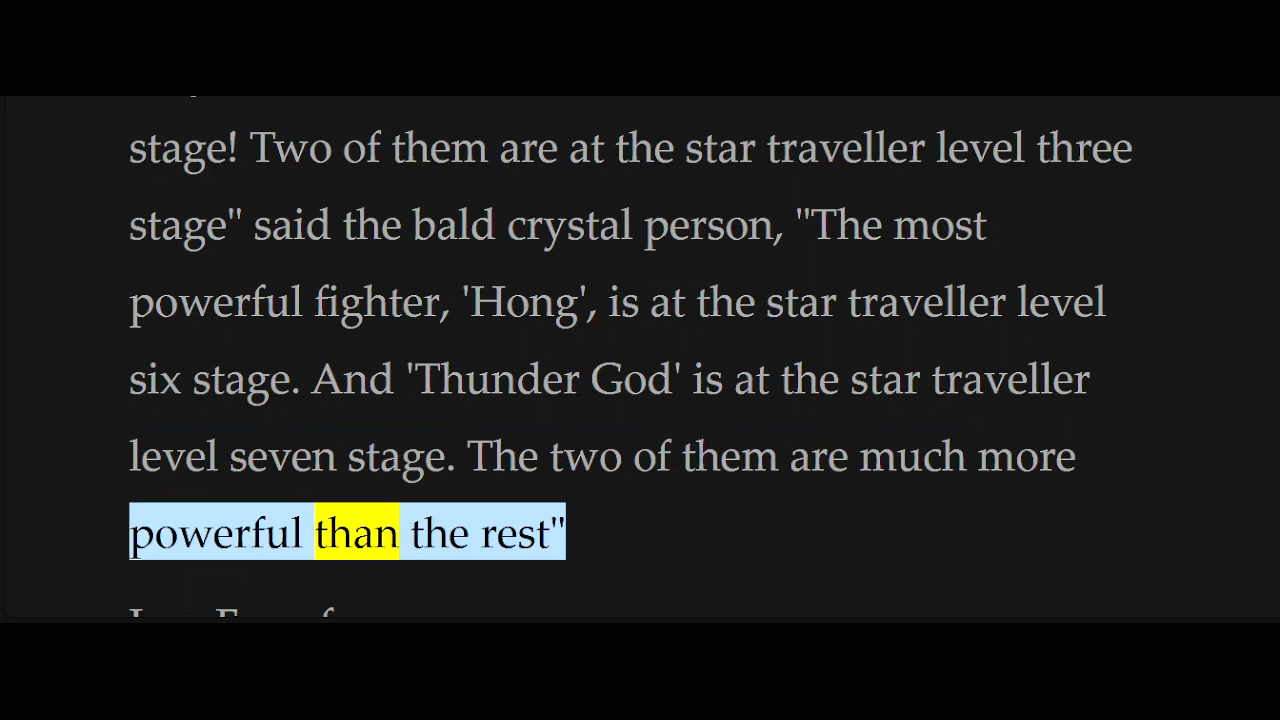 stage! Two of them are at the star traveller level three
stage" said the bald crystal person, "The most
powerful fighter, 'Hong', is at the star traveller level
six stage. And 'Thunder God' is at the star traveller
level seven stage. The two of them are much more
powerful than the rest"